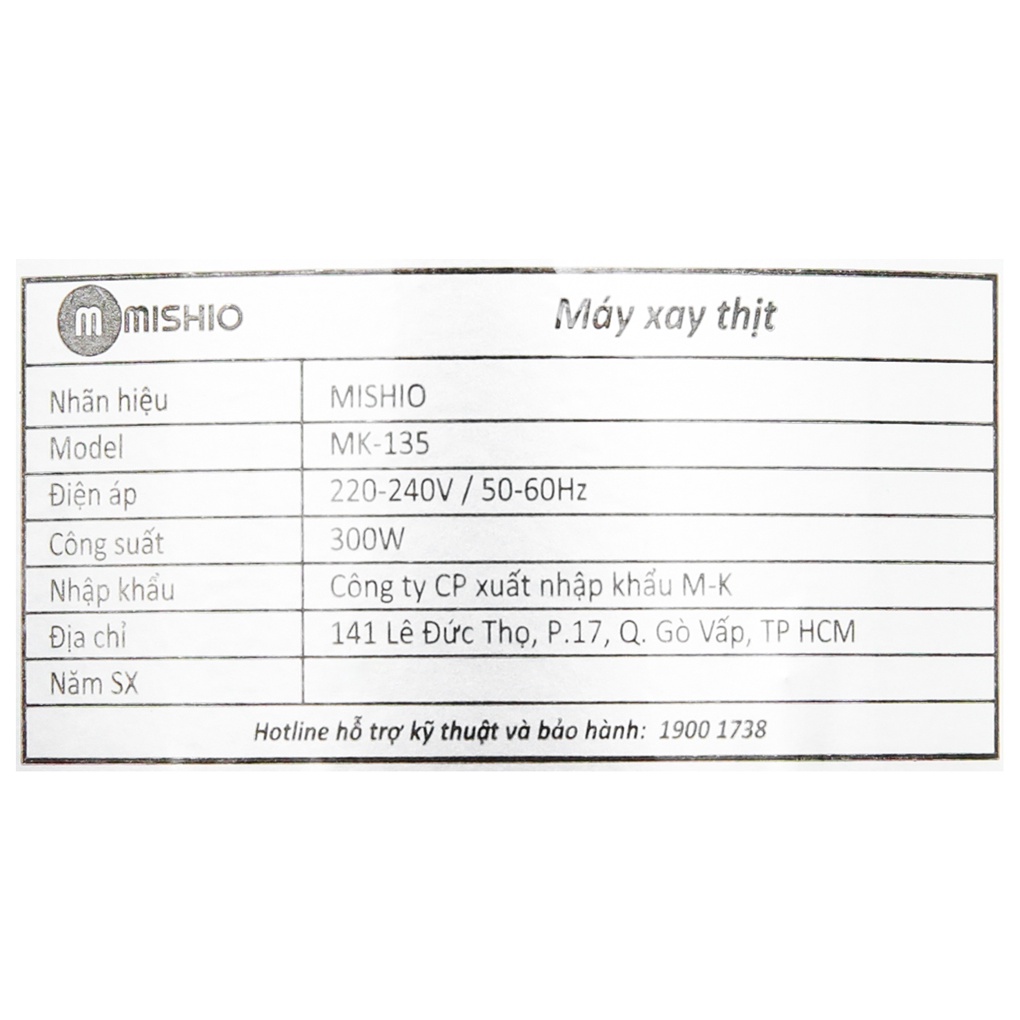 m MISHIO Máy xay thịt
Nhãn hiệu MISHIO
Model MK-135
Điện áp 220-240V / 50-60Hz
Công suất 300W
Nhập khẩu Công ty CP xuất nhập khẩu M-K
Địa chỉ 141 Lê Đức Thọ, P.17, Q. Gò Vấp, TP HCM
Năm SX
Hotline hỗ trợ kỹ thuật và bảo hành: 1900 1738